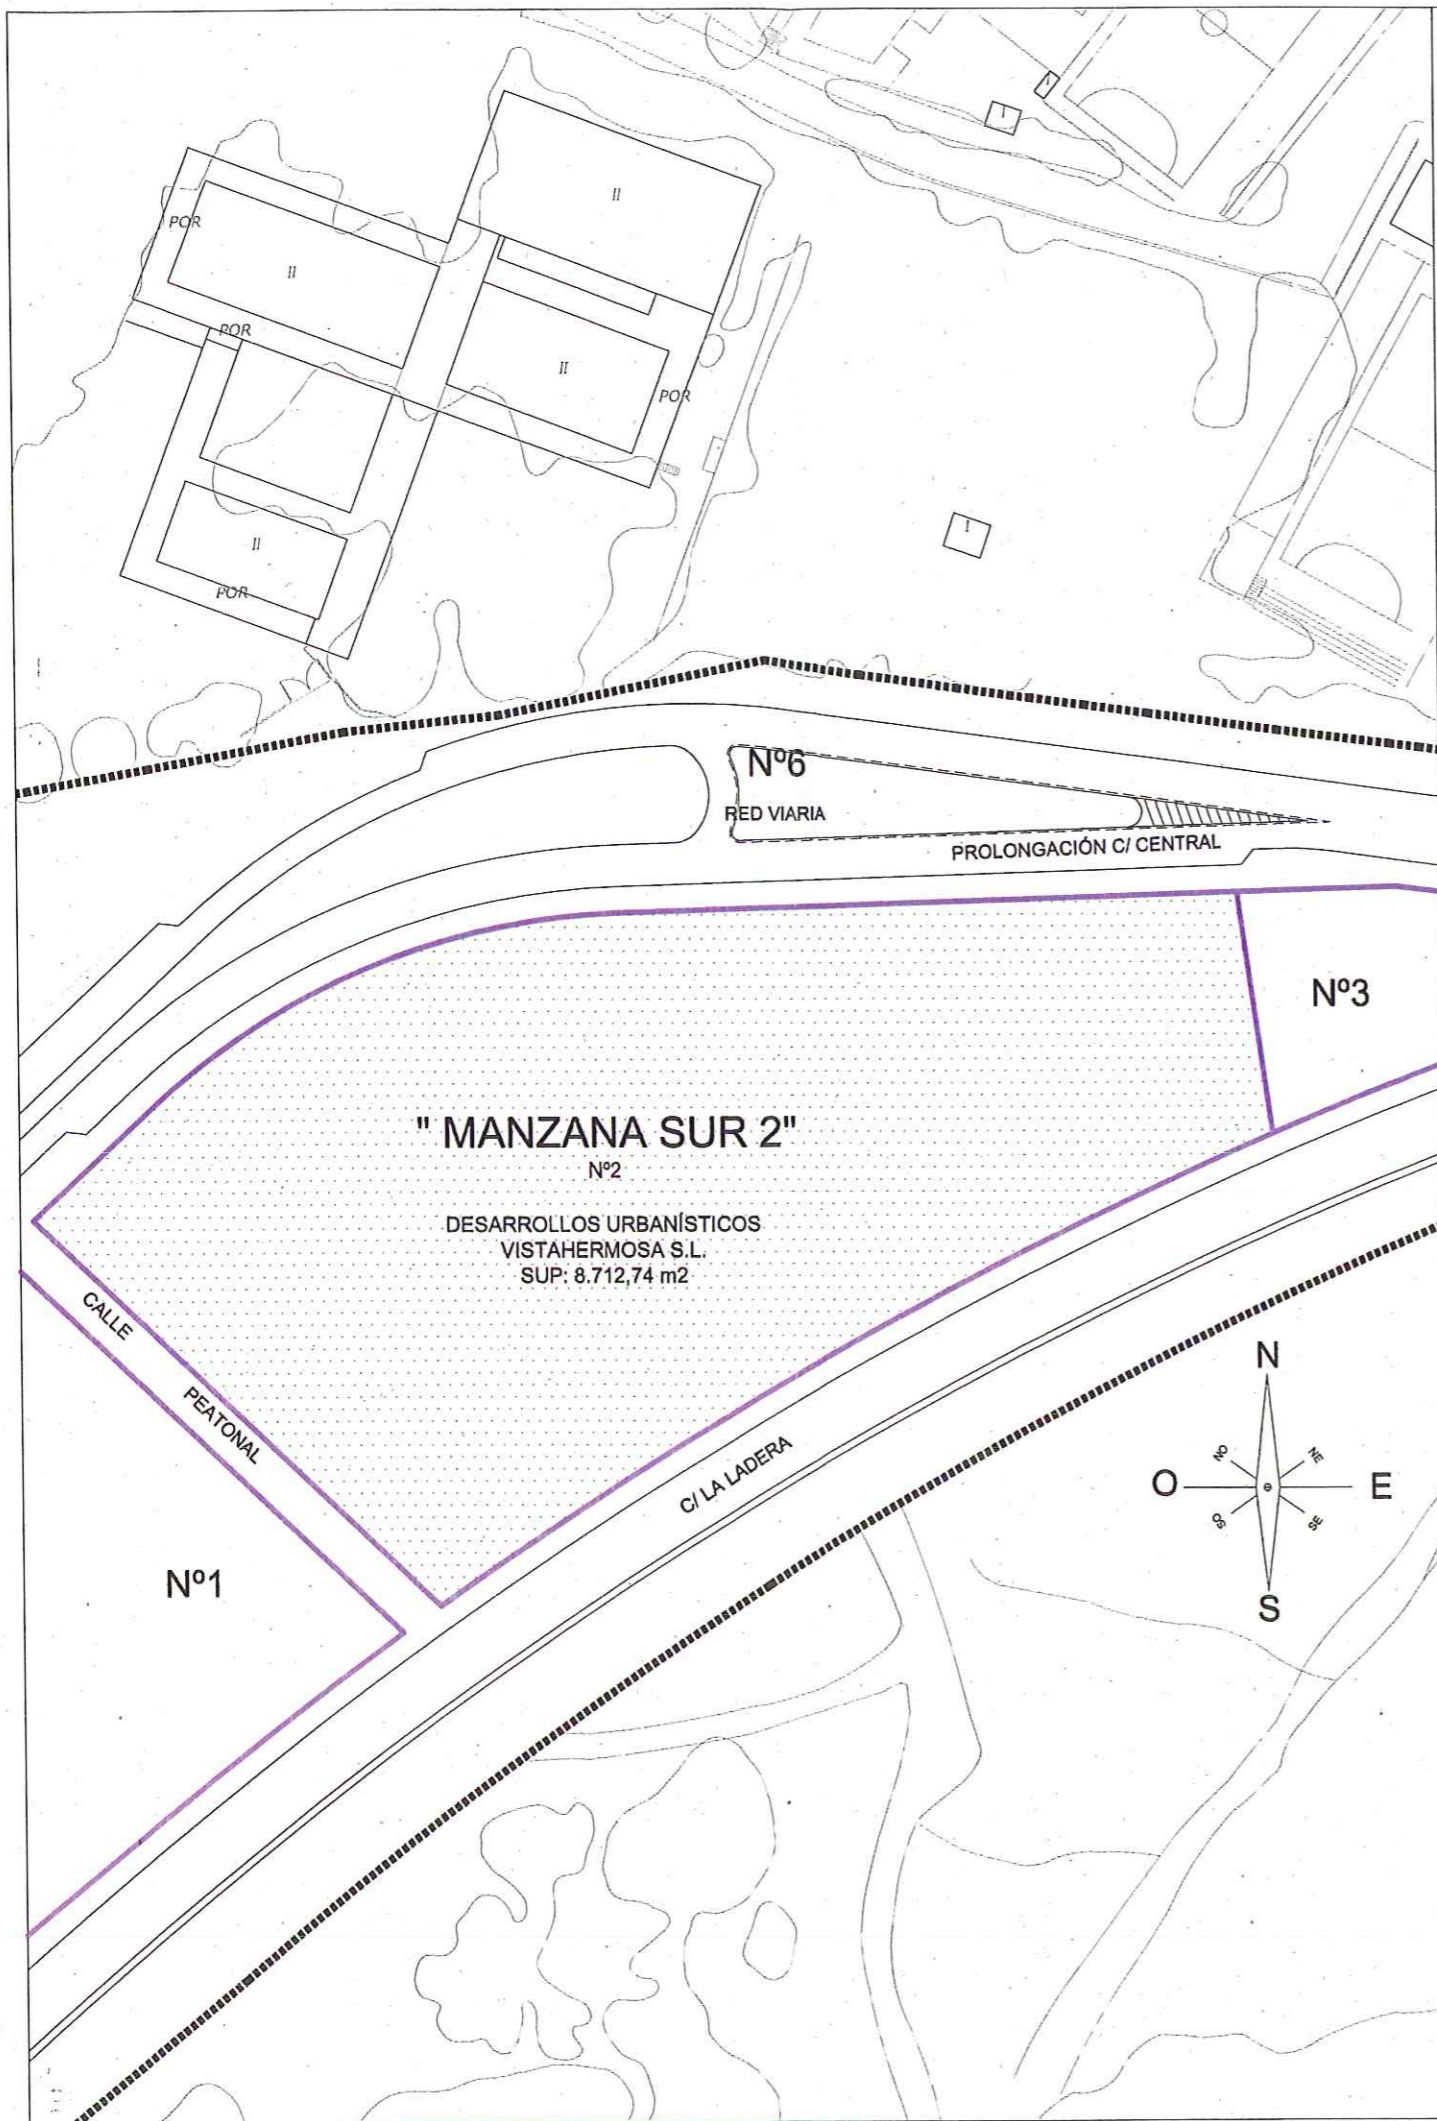 I
I
II
POR
II
POR
II
POR
I
II
POR
Nº6
RED VIARIA
PROLONGACIÓN C/ CENTRAL
Nº3
" MANZANA SUR 2"
Nº2
DESARROLLOS URBANÍSTICOS
VISTAHERMOSA S.L.
SUP: 8.712,74 m2
CALLE
PEATONAL
C/ LA LADERA
Nº1
N
NO
NE
O
E
OS
SE
S